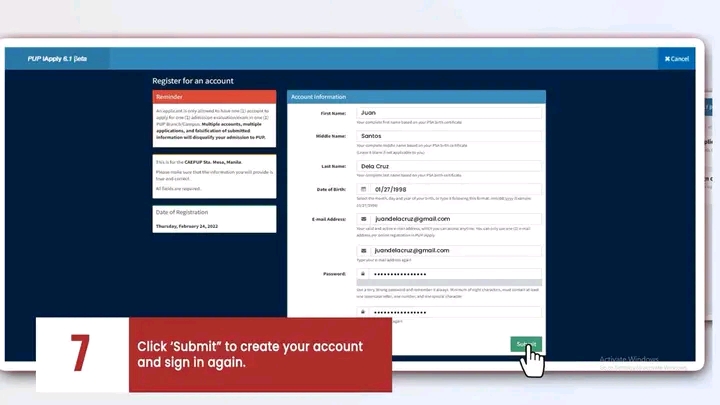 PUP iApply 6.1 βeta
✖ Cancel
Register for an account
Reminder
An applicant is only allowed to have one (1) account to
apply for one (1) admission evaluation/exam in one (1)
PUP Branch/Campus. Multiple accounts, multiple
applications, and falsification of submitted
information will disqualify your admission to PUP.
This is for the CAEPUP Sta. Mesa, Manila.
Please make sure that the information you will provide is
true and correct.
All fields are required.
Date of Registration
Thursday, February 24, 2022
Account Information
First Name:
Juan
Your complete first name based on your PSA birth certificate
Middle Name:
Santos
Your complete middle name based on your PSA birth certificate
(Leave blank if not applicable to you)
Last Name:
Dela Cruz
Your complete last name based on your PSA birth certificate
Date of Birth:
01/27/1998
Select the month, day and year of your birth, or type it following this format: mm/dd/yyyy (Example:
01/27/1998)
E-mail Address:
juandelacruz@gmail.com
Your valid and active e-mail address, which you can access anytime. You can only use one (1) e-mail
address per online registration in PUP iApply.
juandelacruz@gmail.com
Type your e-mail address again
Password:
••••••••••••••••
Use a long, strong password and remember it always. Minimum of eight characters, must contain at least
one uppercase letter, one number, and one special character
••••••••••••••••
again
Submit
7
Click ‘Submit” to create your account
and sign in again.
Activate Windows